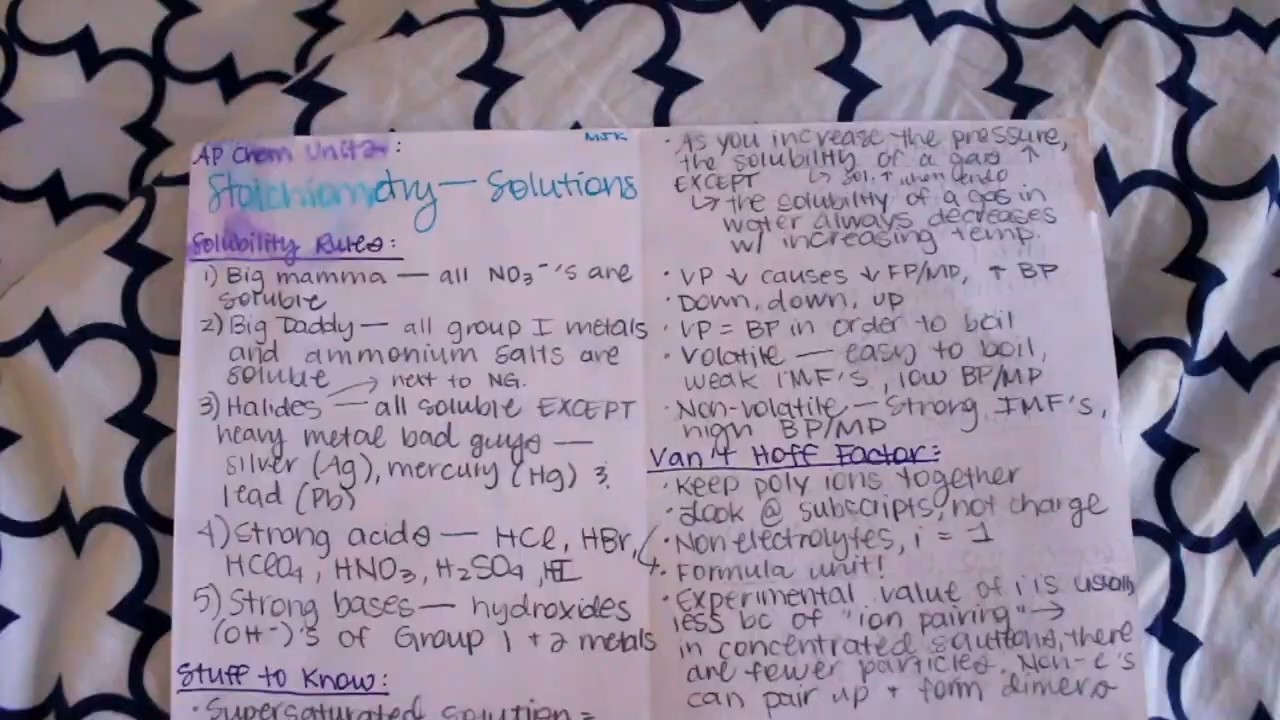 MJK
AP Chem Unit 2:
Stoichiometry — Solutions
Solubility Rules:
1) Big mamma — all NO₃⁻'s are
soluble
2) Big Daddy — all group I metals
and ammonium salts are
soluble
→ next to NG.
3) Halides — all soluble EXCEPT
heavy metal bad guys —
silver (Ag), mercury (Hg) &
lead (Pb)
4) Strong acids — HCl, HBr,
HClO₄, HNO₃, H₂SO₄, HI
5) Strong bases — hydroxides
(OH⁻)'s of Group 1 + 2 metals
Stuff to Know:
· Supersaturated solution =
· As you increase the pressure,
the solubility of a gas ↑
EXCEPT ↳ sol. ↑ when
↳ the solubility of a gas in
water always decreases
w/ increasing temp.
· VP ↓ causes ↓ FP/MP, ↑ BP
· Down, down, up
· VP = BP in order to boil
· Volatile — easy to boil,
weak IMF's, low BP/MP
· Non-volatile — Strong IMF's,
high BP/MP
Van't Hoff Factor:
· Keep poly ions together
· Look @ subscripts, not charge
· Non electrolytes, i = 1
· Formula unit!
· Experimental value of i is usually
less bc of "ion pairing" →
in concentrated solutions, there
are fewer particles. Non-e's
can pair up + form dimers